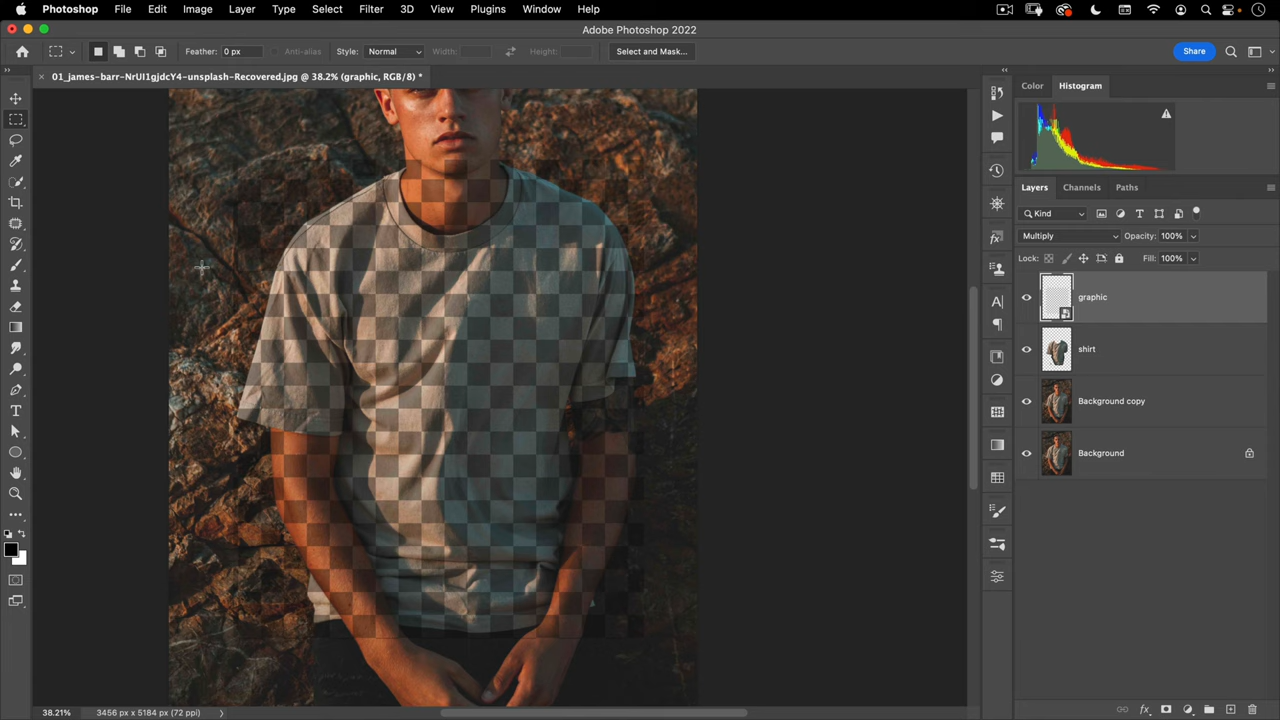 Photoshop File Edit Image Layer Type Select Filter 3D View Plugins Window Help
Adobe Photoshop 2022
Feather: 0 px Anti-alias Style: Normal Width: Height: Select and Mask... Share
01_james-barr-NrUI1gjdcY4-unsplash-Recovered.jpg @ 38.2% (graphic, RGB/8) *
Color Histogram
Layers Channels Paths
Kind
Multiply Opacity: 100%
Lock: Fill: 100%
graphic
shirt
Background copy
Background
38.21% 3456 px x 5184 px (72 ppi)